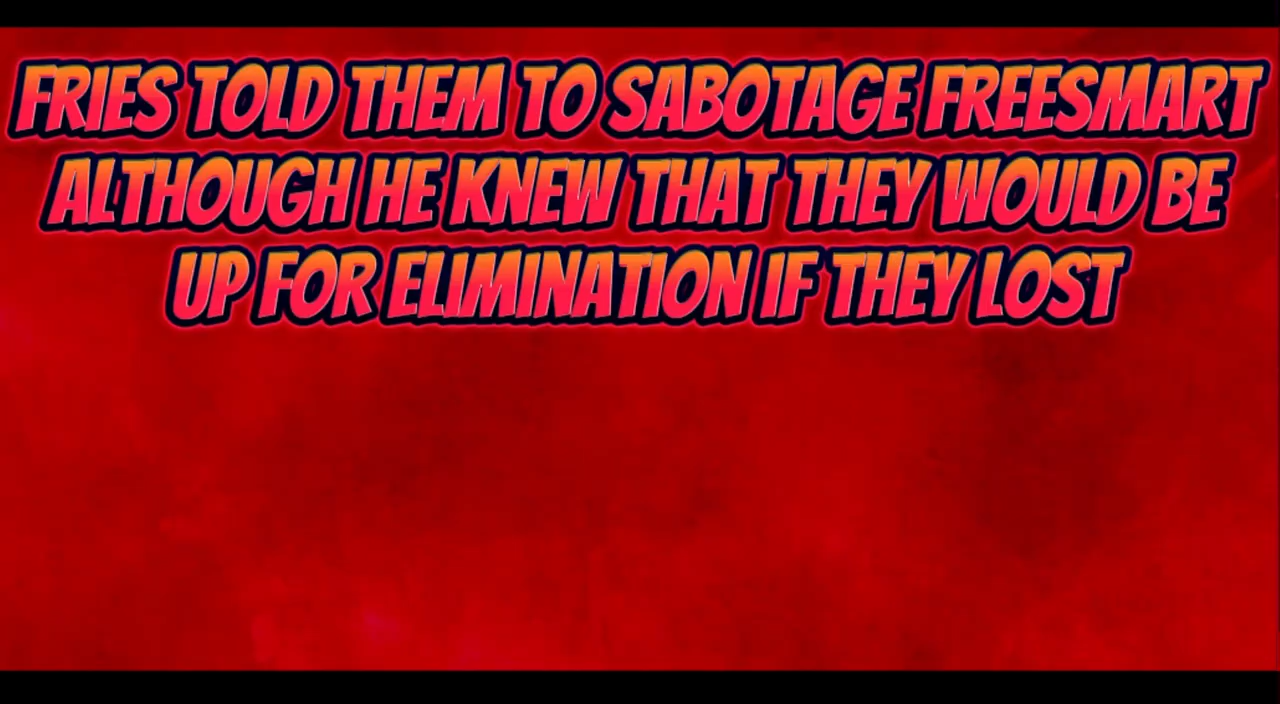 FRIES TOLD THEM TO SABOTAGE FREESMART
ALTHOUGH HE KNEW THAT THEY WOULD BE
UP FOR ELIMINATION IF THEY LOST